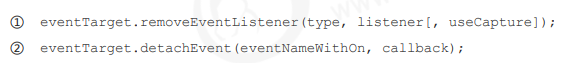 ① eventTarget.removeEventListener(type, listener[, useCapture]);
② eventTarget.detachEvent(eventNameWithOn, callback);